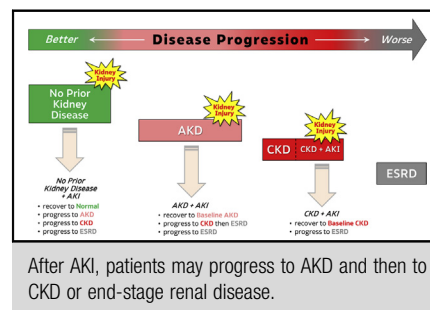 Better Disease Progression Worse
Kidney
Injury
No Prior
Kidney
Disease
Kidney
Injury
AKD
Kidney
Injury
CKD CKD + AKI
ESRD
No Prior
Kidney Disease
+ AKI
• recover to Normal
• progress to AKD
• progress to CKD
• progress to ESRD
AKD + AKI
• recover to Baseline AKD
• progress to CKD then ESRD
• progress to ESRD
CKD + AKI
• recover to Baseline CKD
• progress to ESRD
After AKI, patients may progress to AKD and then to
CKD or end-stage renal disease.